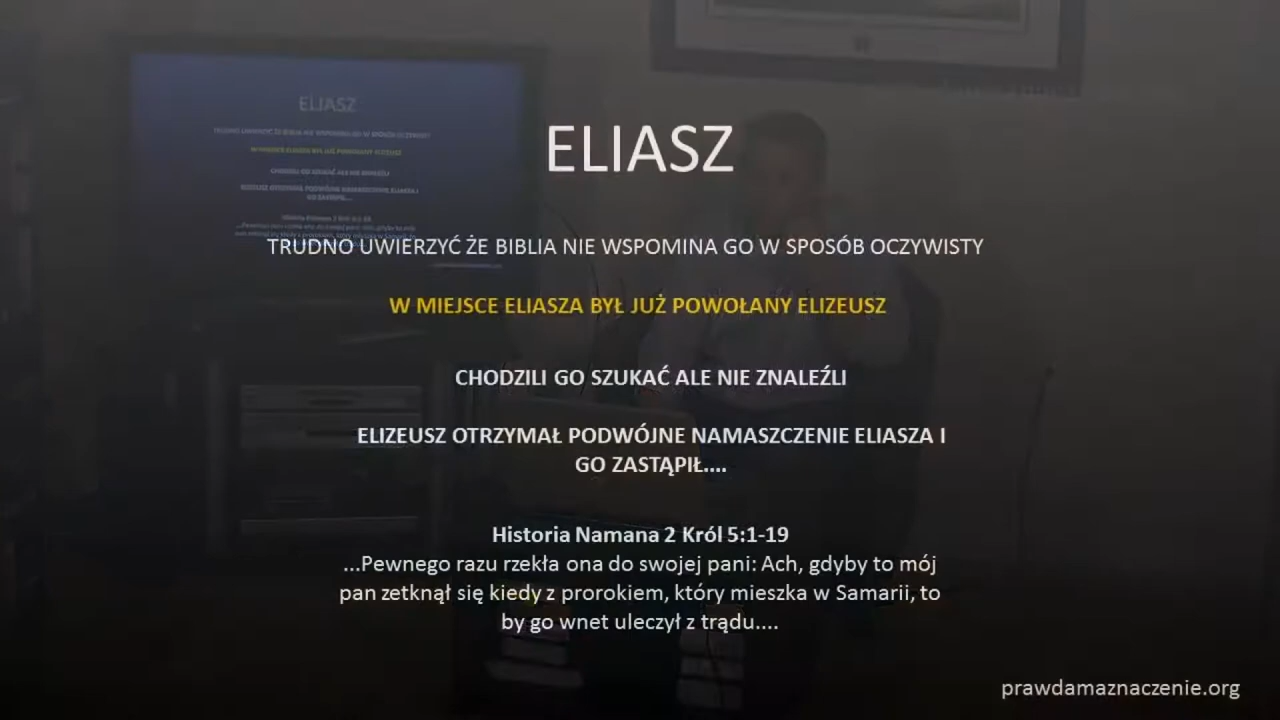 ELIASZ
TRUDNO UWIERZYĆ ŻE BIBLIA NIE WSPOMINA GO W SPOSÓB OCZYWISTY
W MIEJSCE ELIASZA BYŁ JUŻ POWOŁANY ELIZEUSZ
CHODZILI GO SZUKAĆ ALE NIE ZNALEŹLI
ELIZEUSZ OTRZYMAŁ PODWÓJNE NAMASZCZENIE ELIASZA I
GO ZASTĄPIŁ....
Historia Namana 2 Król 5:1-19
...Pewnego razu rzekła ona do swojej pani: Ach, gdyby to mój
pan zetknął się kiedy z prorokiem, który mieszka w Samarii, to
by go wnet uleczył z trądu....
prawdamaznaczenie.org
ELIASZ